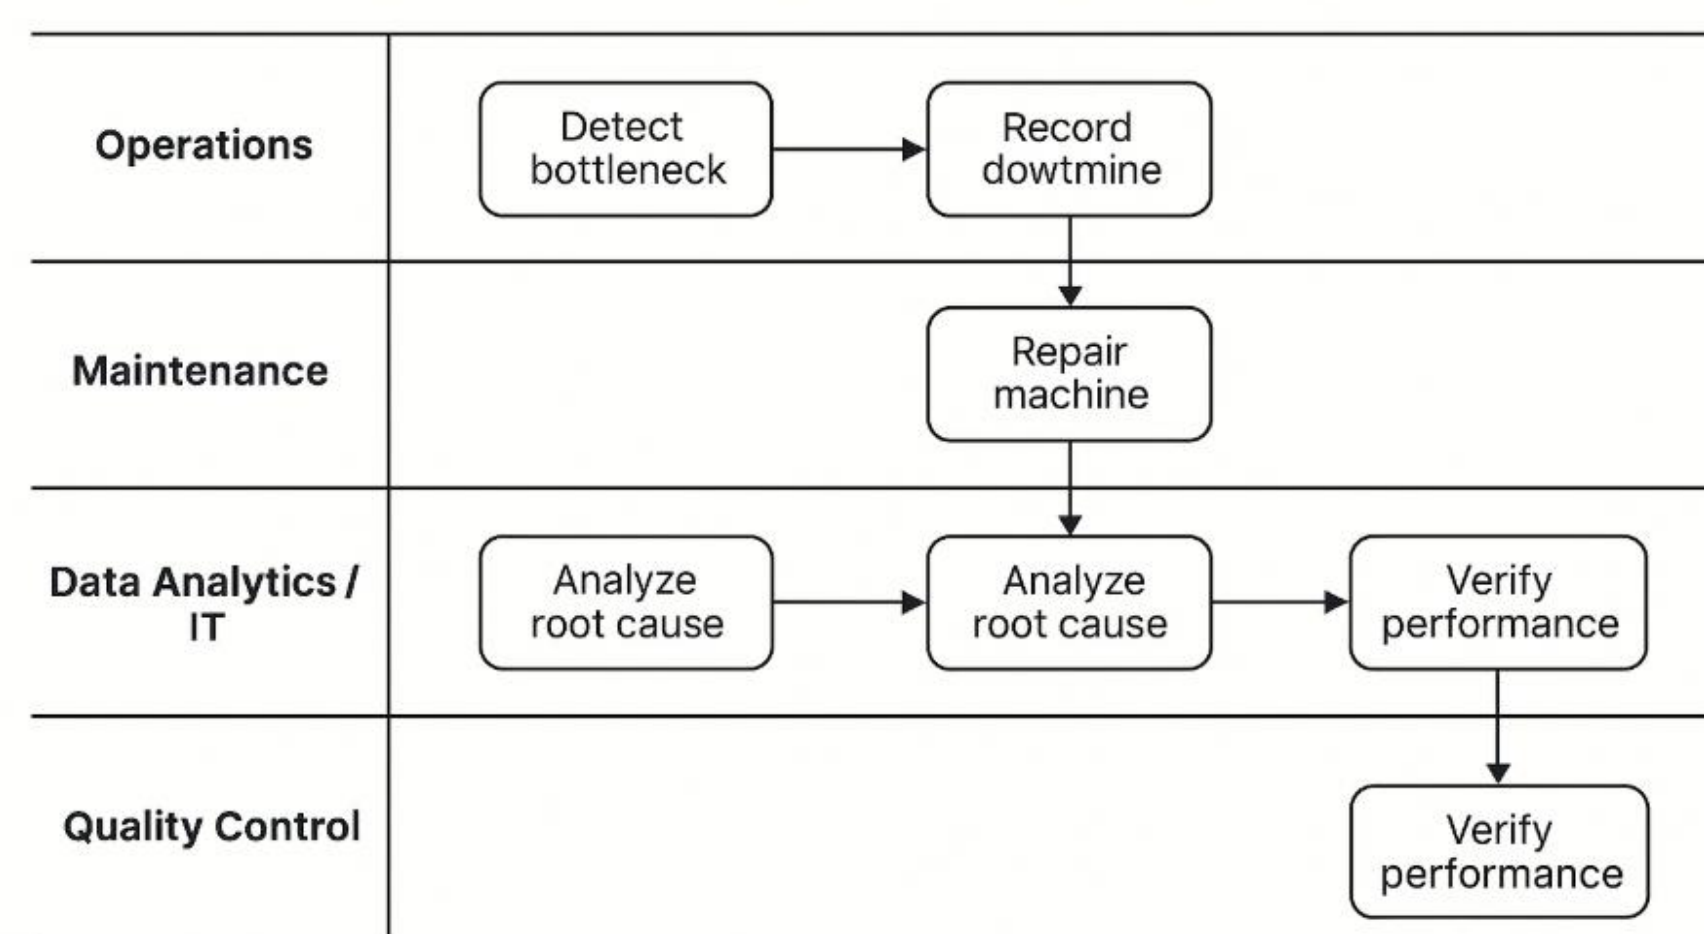 Operations
Detect
bottleneck
Record
dowtmine
Maintenance
Repair
machine
Data Analytics /
IT
Analyze
root cause
Analyze
root cause
Verify
performance
Quality Control
Verify
performance